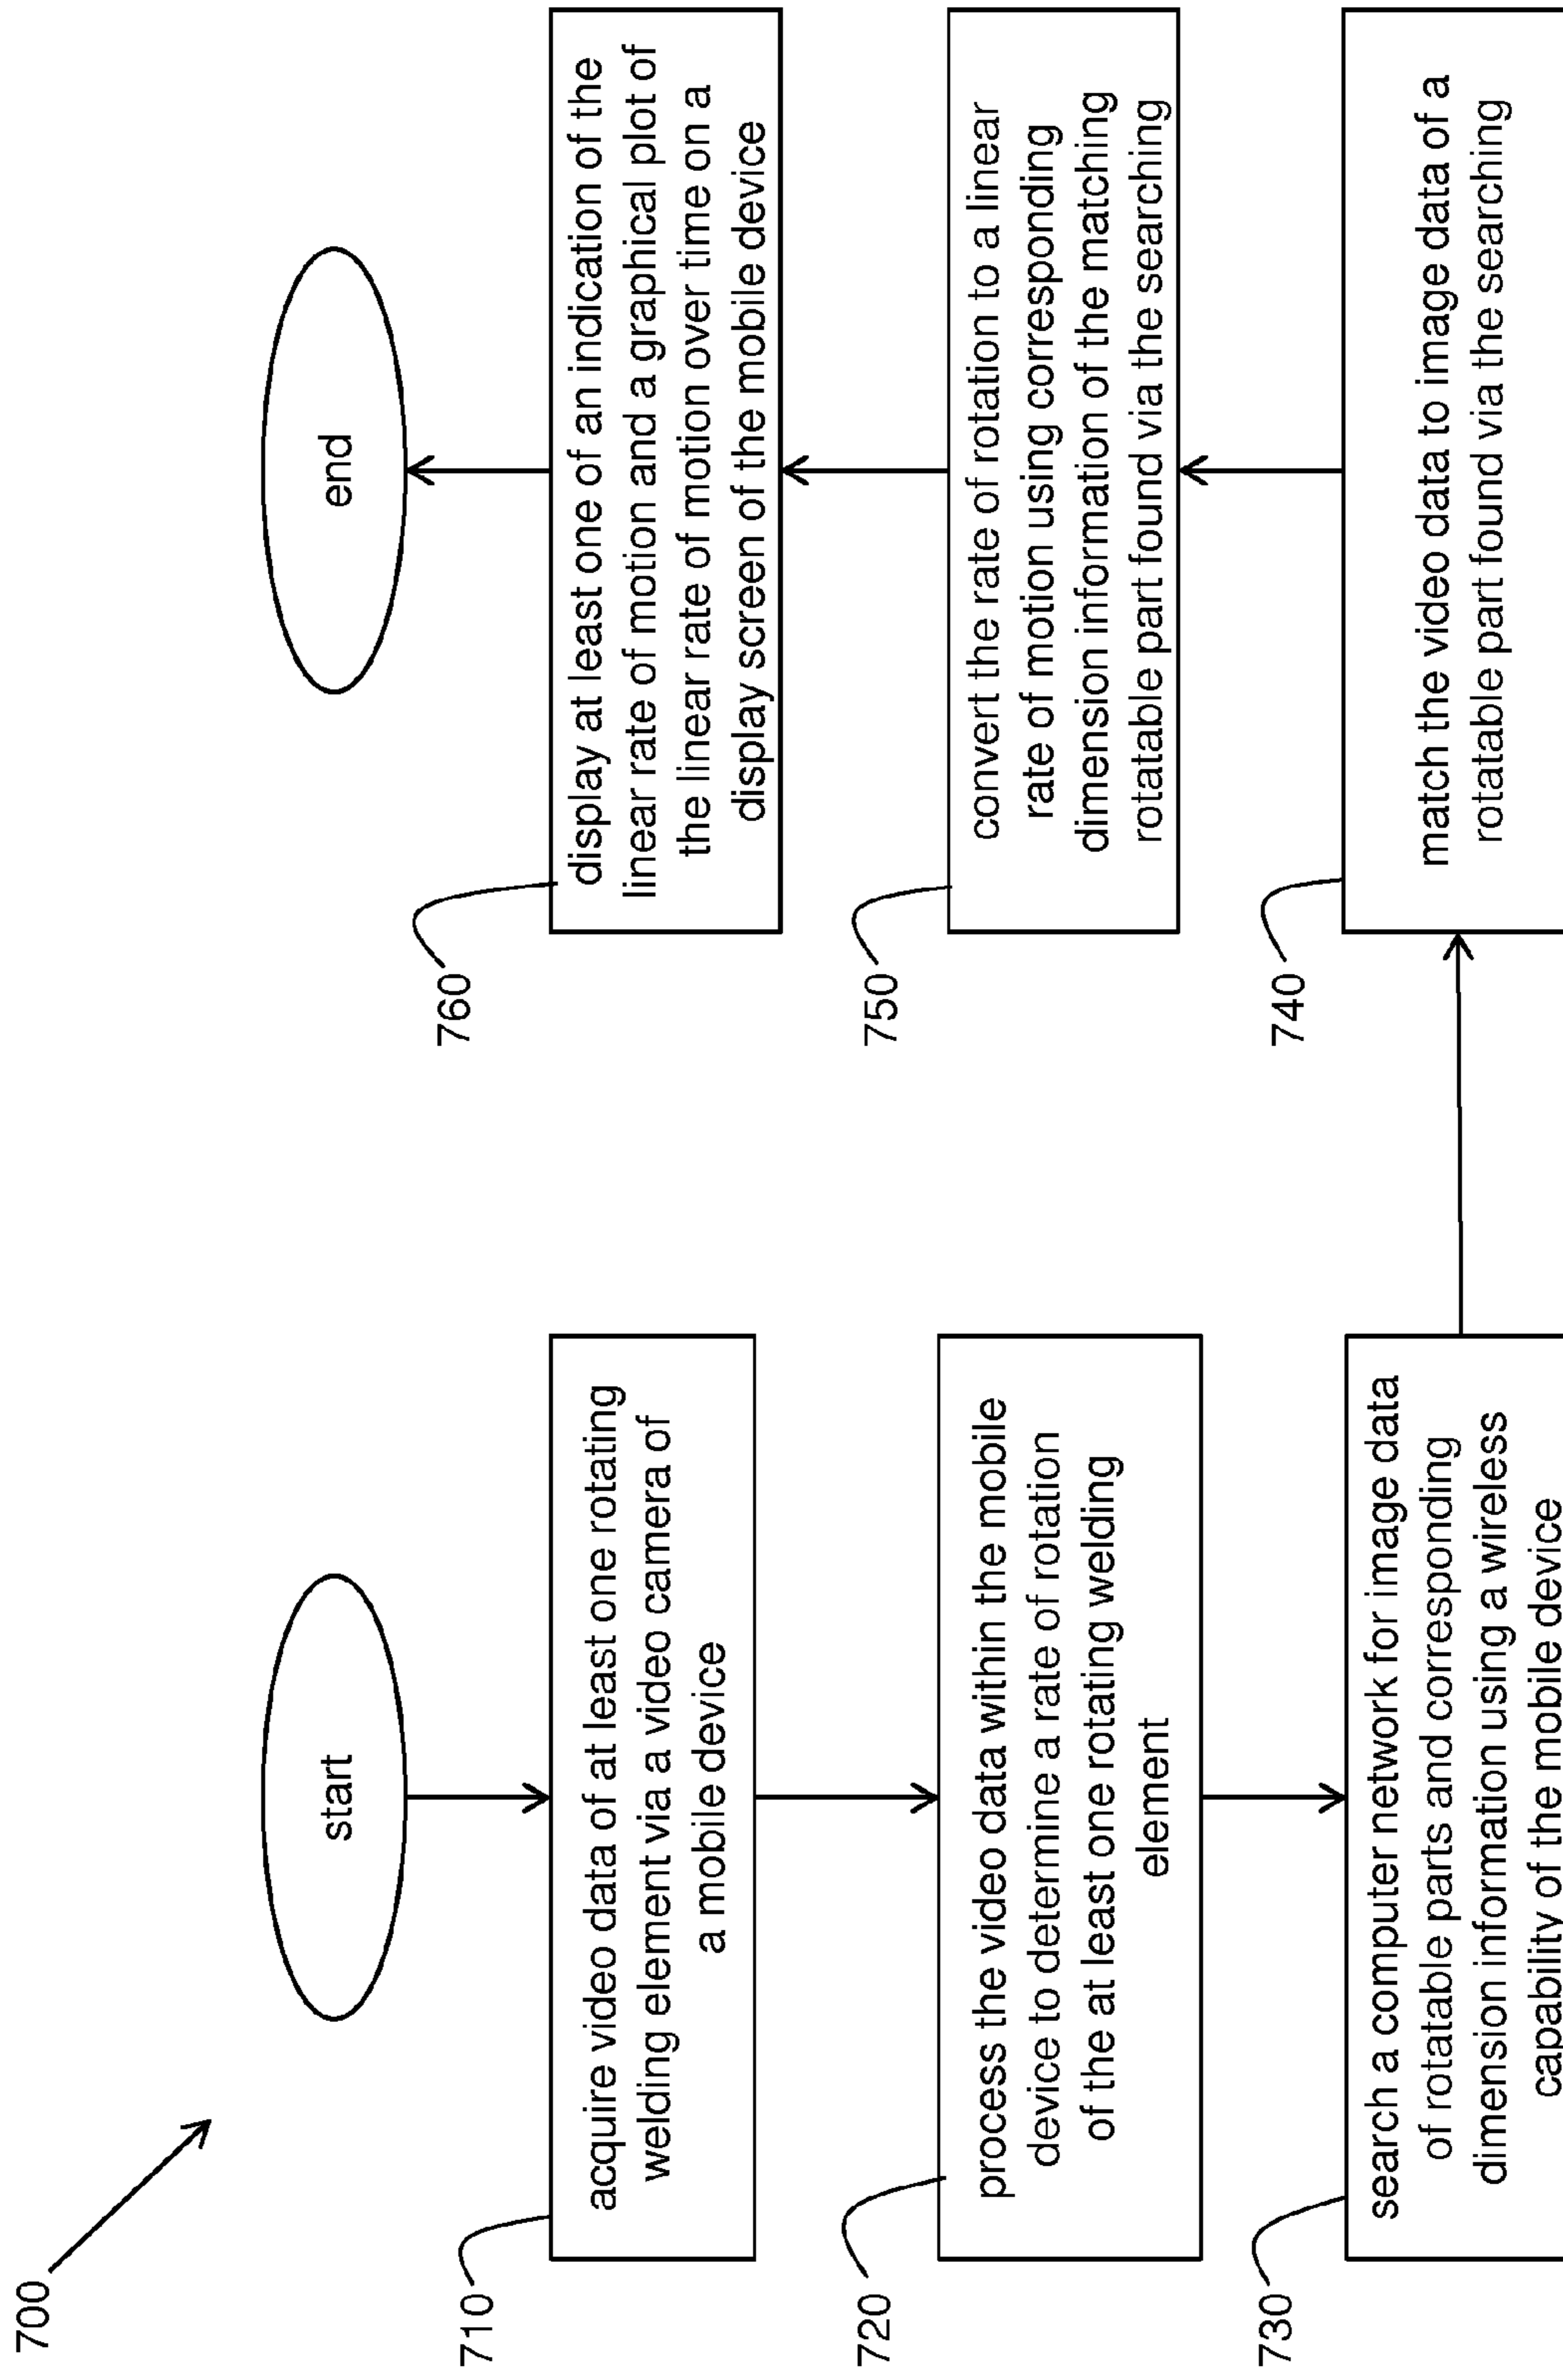 700
start
710
acquire video data of at least one rotating
welding element via a video camera of
a mobile device
720
process the video data within the mobile
device to determine a rate of rotation
of the at least one rotating welding
element
730
search a computer network for image data
of rotatable parts and corresponding
dimension information using a wireless
capability of the mobile device
740
match the video data to image data of a
rotatable part found via the searching
750
convert the rate of rotation to a linear
rate of motion using corresponding
dimension information of the matching
rotatable part found via the searching
760
display at least one of an indication of the
linear rate of motion and a graphical plot of
the linear rate of motion over time on a
display screen of the mobile device
end